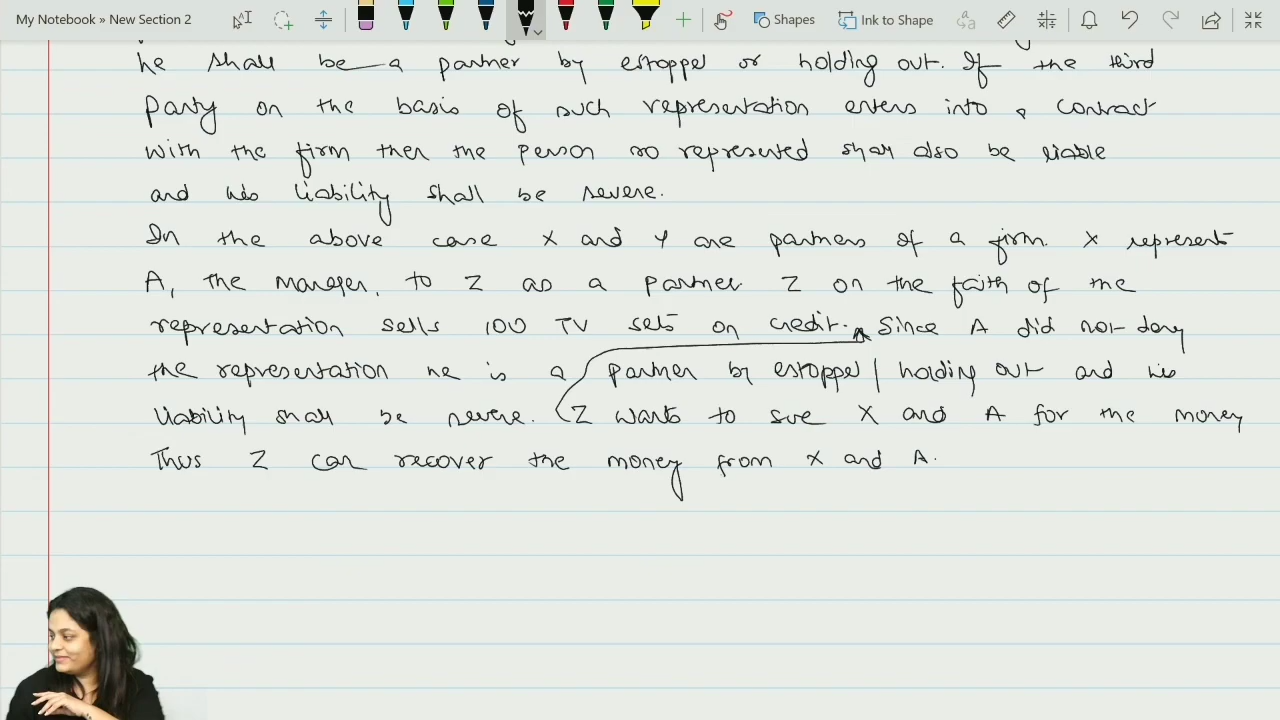 My Notebook » New Section 2
Shapes
Ink to Shape
he shall be a partner by estoppel or holding out. If the third
party on the basis of such representation enters into a contract
with the firm then the person so represented shall also be liable
and his liability shall be severe.
In the above case X and Y are partners of a firm. X represent
A, the manager, to Z as a partner Z on the faith of the
representation sells 100 TV sets on credit. Since A did not deny
the representation he is a partner by estoppel / holding out and his
liability shall be severe. Z wants to sue X and A for the money
Thus Z can recover the money from X and A.